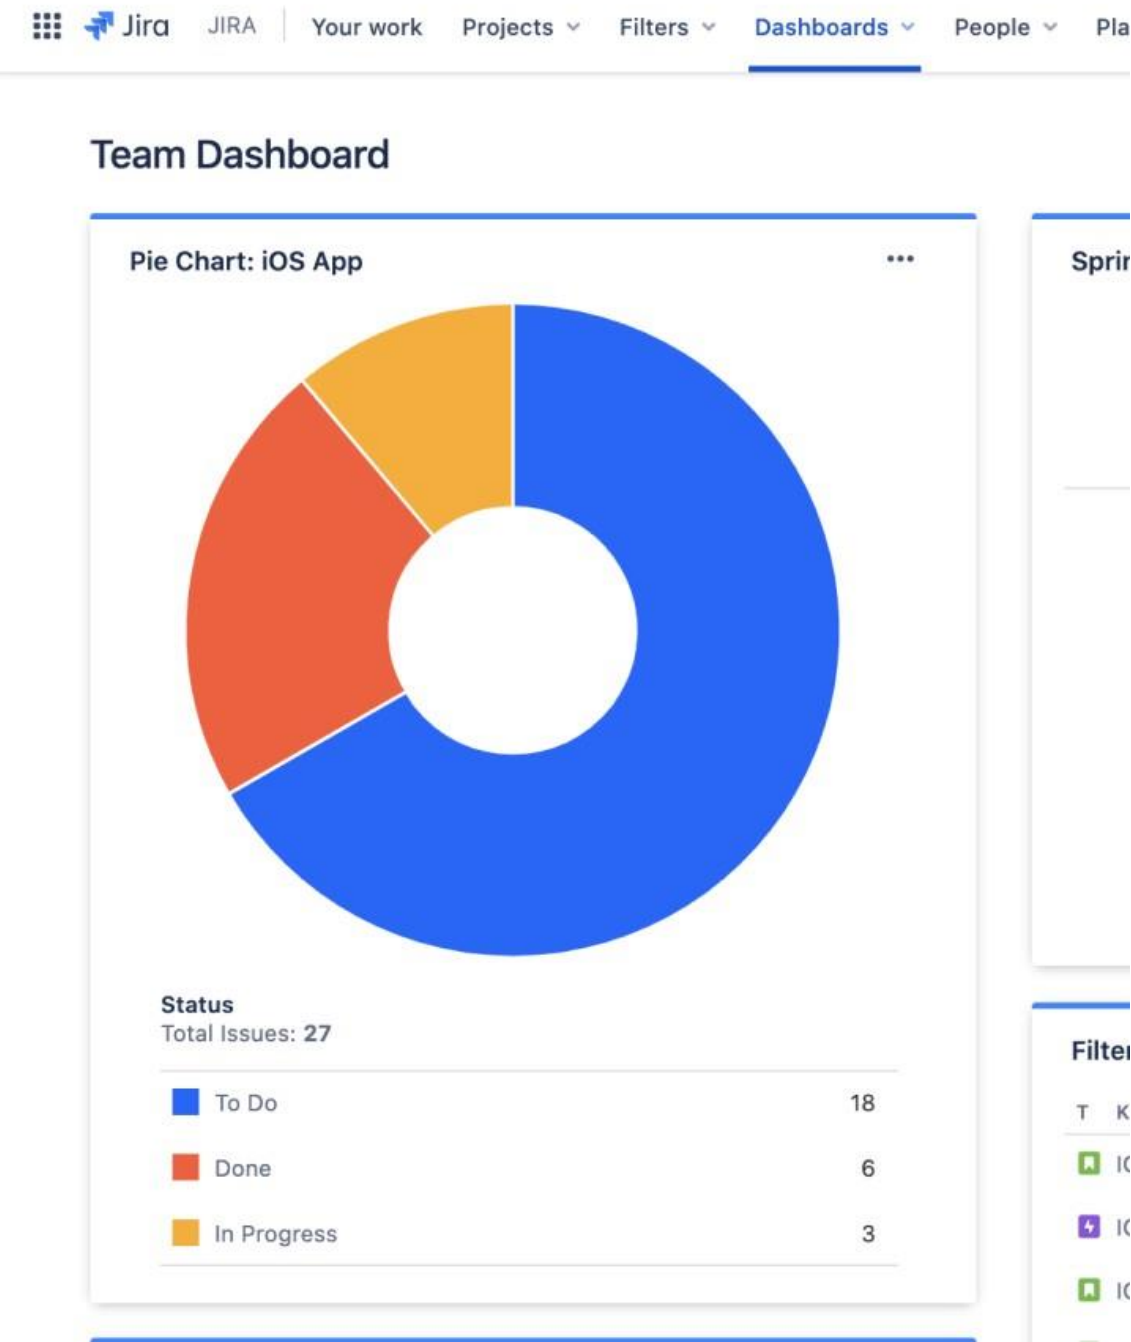 Jira JIRA Your work Projects Filters Dashboards People
Team Dashboard
Pie Chart: iOS App
Status
Total Issues: 27
To Do 18
Done 6
In Progress 3
T